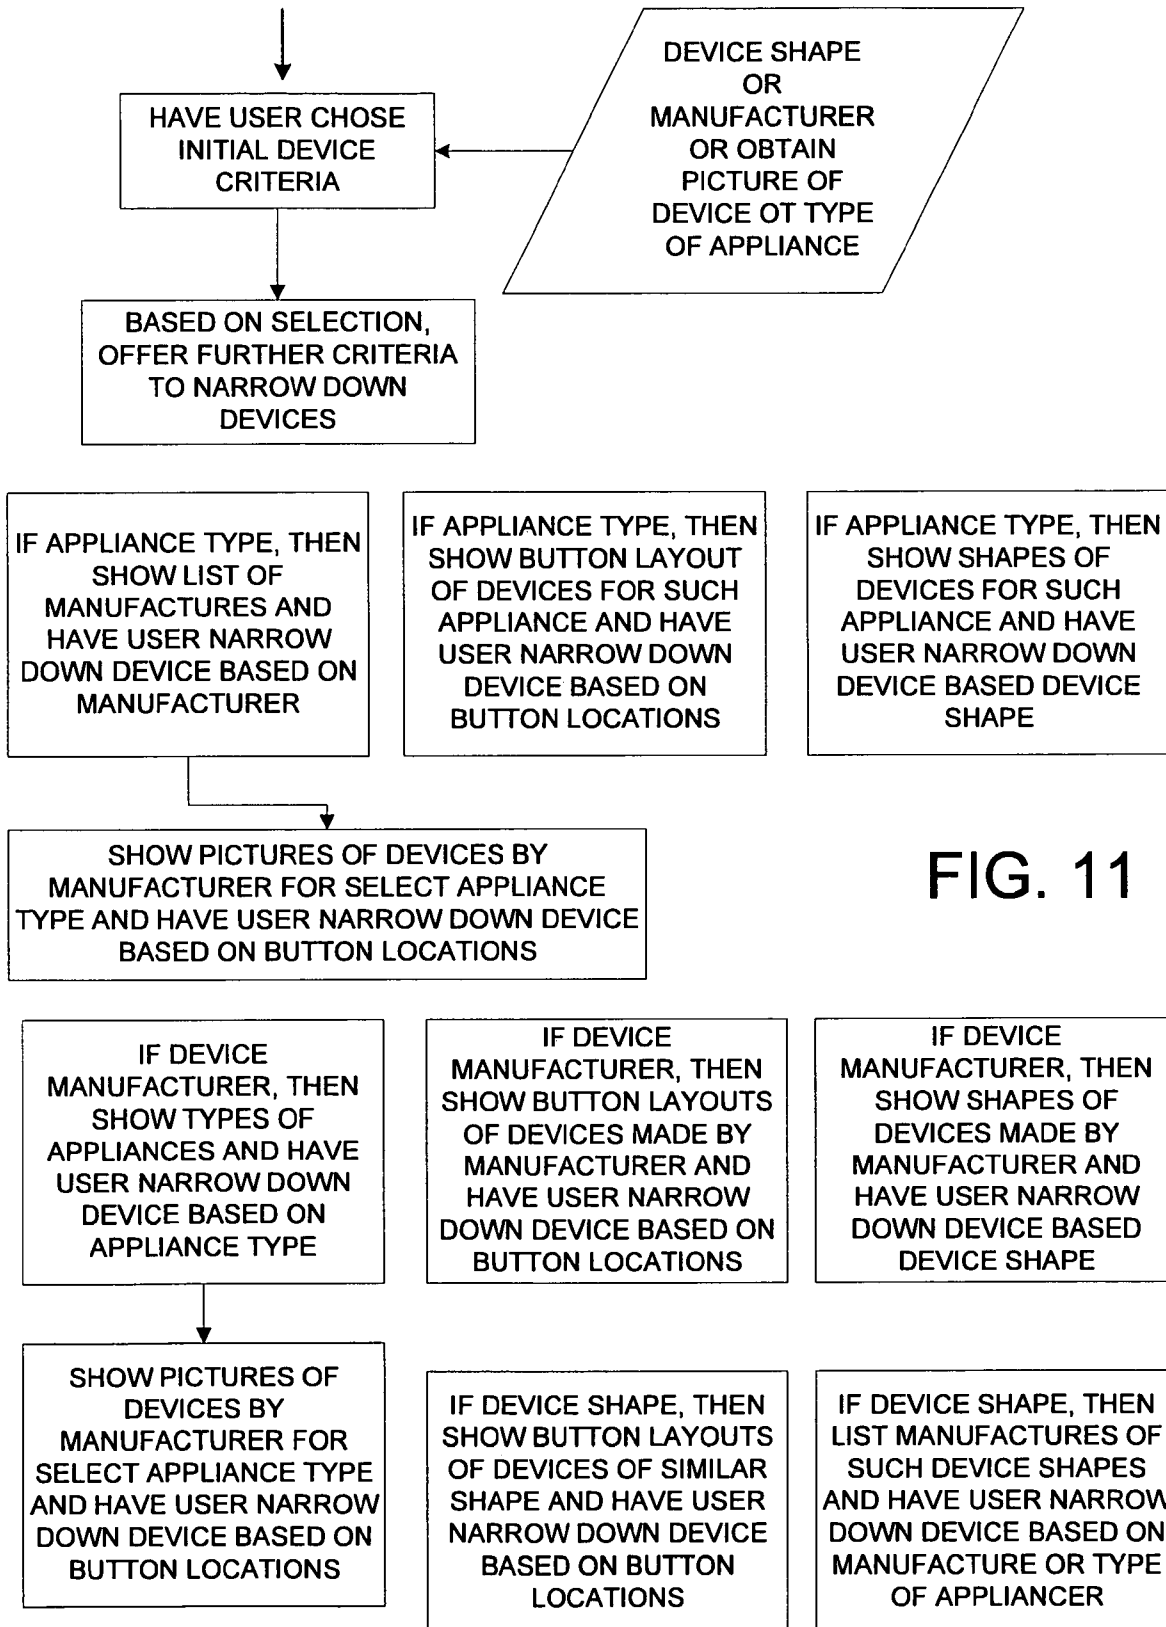 HAVE USER CHOSE
INITIAL DEVICE
CRITERIA
DEVICE SHAPE
OR
MANUFACTURER
OR OBTAIN
PICTURE OF
DEVICE OT TYPE
OF APPLIANCE
BASED ON SELECTION,
OFFER FURTHER CRITERIA
TO NARROW DOWN
DEVICES
IF APPLIANCE TYPE, THEN
SHOW LIST OF
MANUFACTURES AND
HAVE USER NARROW
DOWN DEVICE BASED ON
MANUFACTURER
IF APPLIANCE TYPE, THEN
SHOW BUTTON LAYOUT
OF DEVICES FOR SUCH
APPLIANCE AND HAVE
USER NARROW DOWN
DEVICE BASED ON
BUTTON LOCATIONS
IF APPLIANCE TYPE, THEN
SHOW SHAPES OF
DEVICES FOR SUCH
APPLIANCE AND HAVE
USER NARROW DOWN
DEVICE BASED DEVICE
SHAPE
SHOW PICTURES OF DEVICES BY
MANUFACTURER FOR SELECT APPLIANCE
TYPE AND HAVE USER NARROW DOWN DEVICE
BASED ON BUTTON LOCATIONS
FIG. 11
IF DEVICE
MANUFACTURER, THEN
SHOW TYPES OF
APPLIANCES AND HAVE
USER NARROW DOWN
DEVICE BASED ON
APPLIANCE TYPE
IF DEVICE
MANUFACTURER, THEN
SHOW BUTTON LAYOUTS
OF DEVICES MADE BY
MANUFACTURER AND
HAVE USER NARROW
DOWN DEVICE BASED ON
BUTTON LOCATIONS
IF DEVICE
MANUFACTURER, THEN
SHOW SHAPES OF
DEVICES MADE BY
MANUFACTURER AND
HAVE USER NARROW
DOWN DEVICE BASED
DEVICE SHAPE
SHOW PICTURES OF
DEVICES BY
MANUFACTURER FOR
SELECT APPLIANCE TYPE
AND HAVE USER NARROW
DOWN DEVICE BASED ON
BUTTON LOCATIONS
IF DEVICE SHAPE, THEN
SHOW BUTTON LAYOUTS
OF DEVICES OF SIMILAR
SHAPE AND HAVE USER
NARROW DOWN DEVICE
BASED ON BUTTON
LOCATIONS
IF DEVICE SHAPE, THEN
LIST MANUFACTURES OF
SUCH DEVICE SHAPES
AND HAVE USER NARROW
DOWN DEVICE BASED ON
MANUFACTURE OR TYPE
OF APPLIANCER